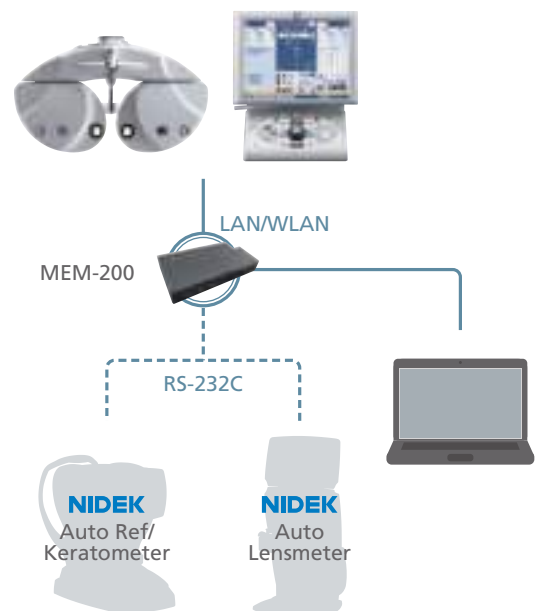 LAN/WLAN
MEM-200
RS-232C
NIDEK
Auto Ref/
Keratometer
NIDEK
Auto
Lensmeter